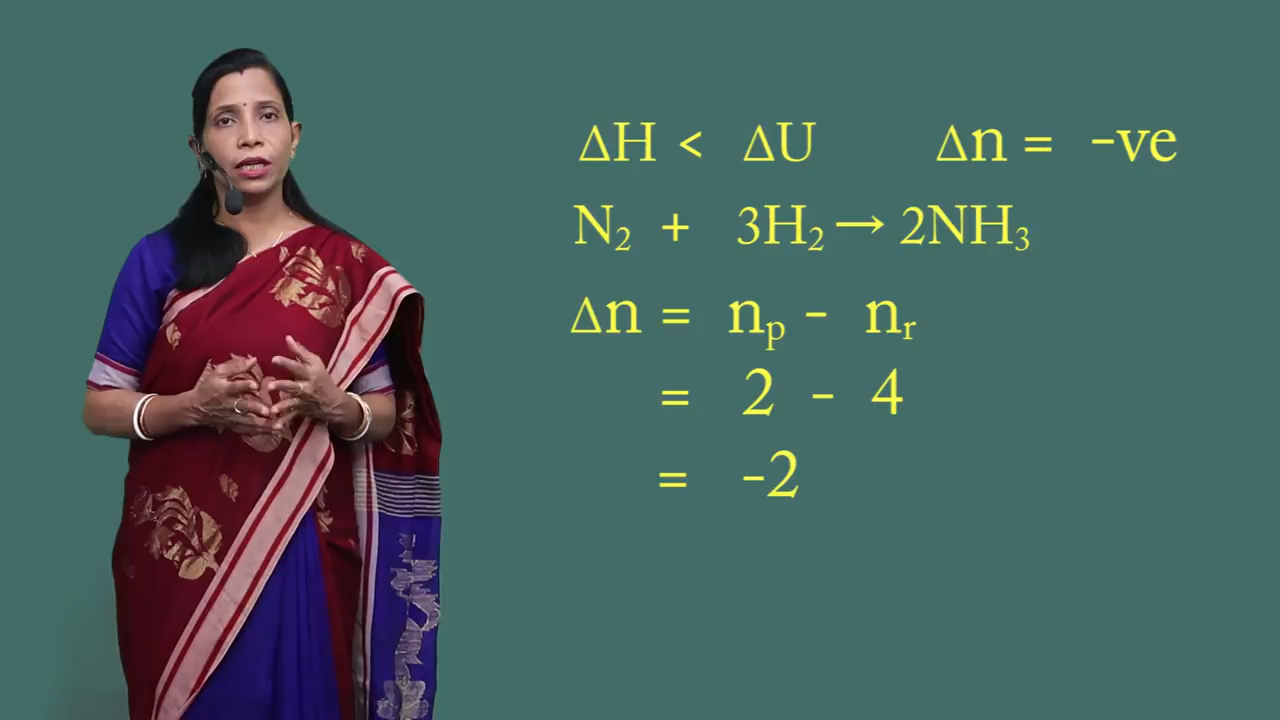 ΔH < ΔU Δn = -ve
N₂ + 3H₂ → 2NH₃
Δn = nₚ - nᵣ
= 2 - 4
= -2